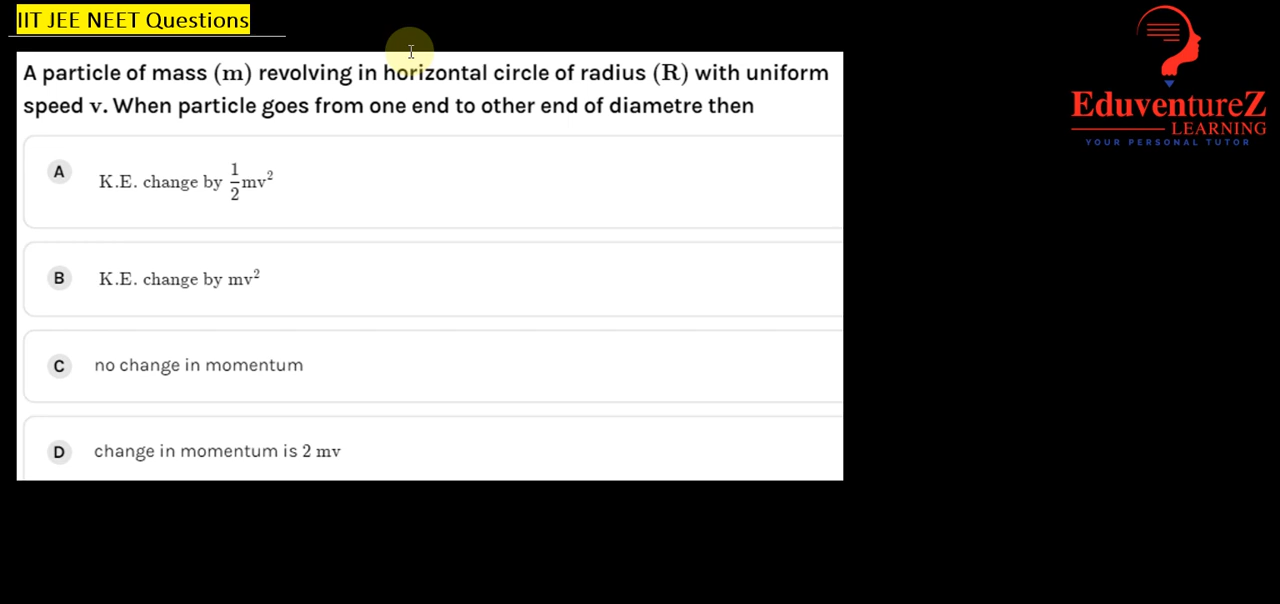 IIT JEE NEET Questions
A particle of mass (m) revolving in horizontal circle of radius (R) with uniform
speed v. When particle goes from one end to other end of diametre then
A K.E. change by \frac{1}{2}mv²
B K.E. change by mv²
C no change in momentum
D change in momentum is 2 mv
EduventureZ
LEARNING
YOUR PERSONAL TUTOR